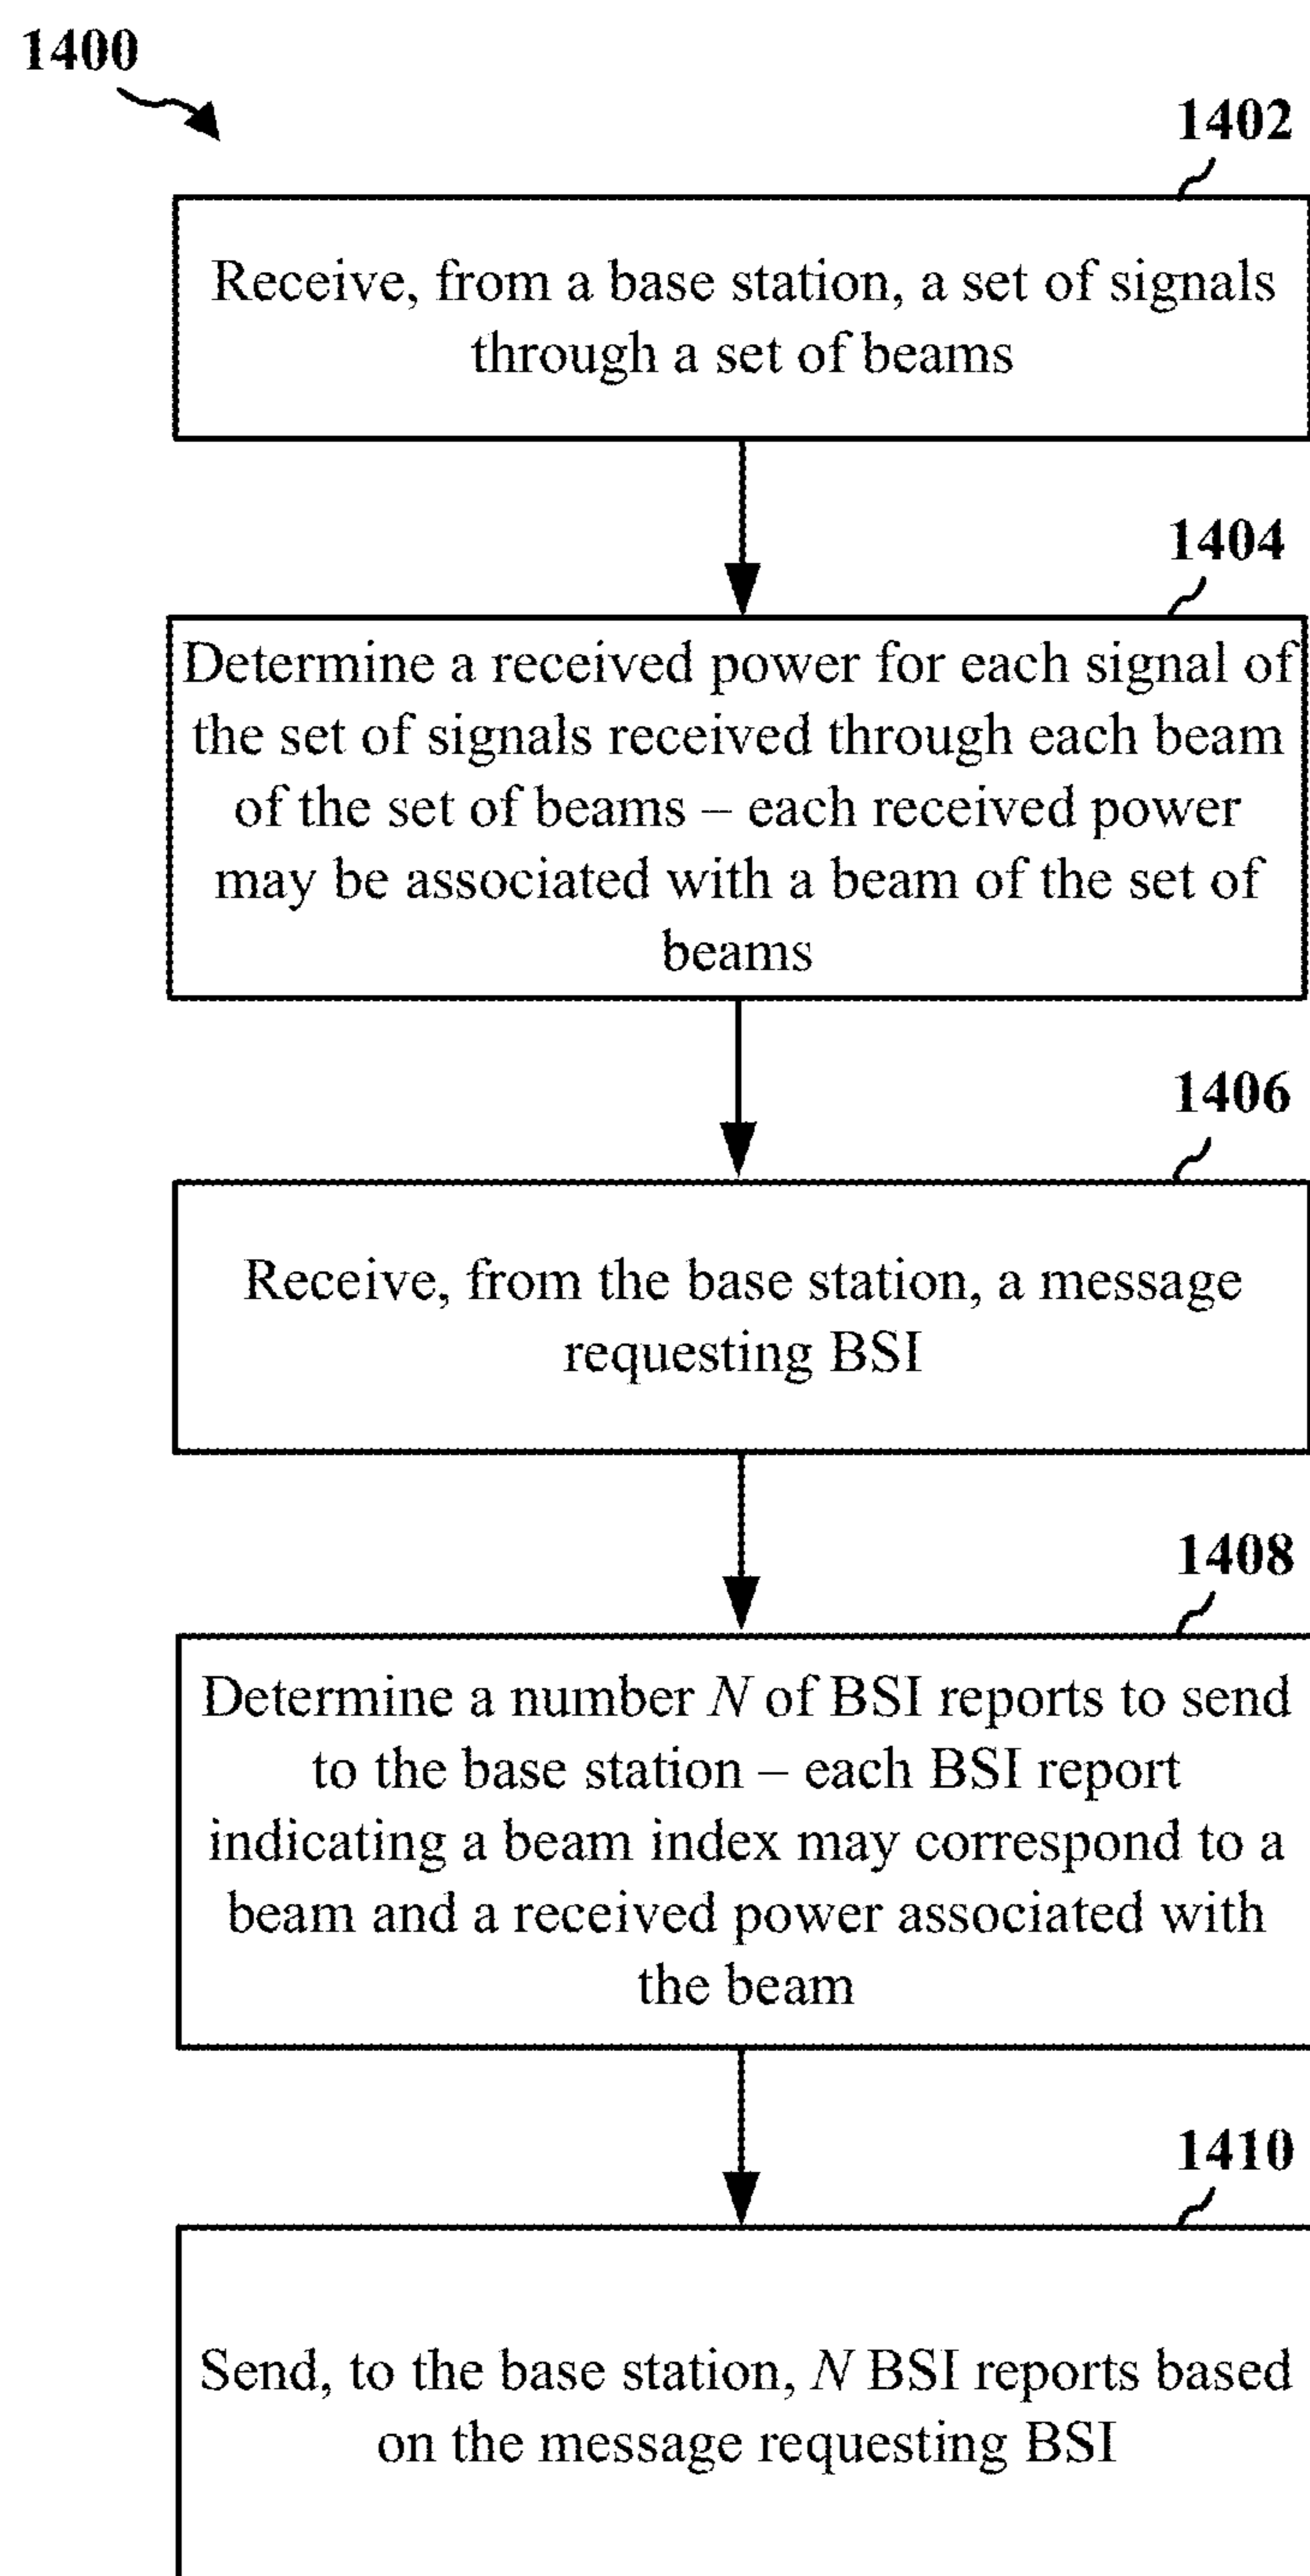 1400
1402
Receive, from a base station, a set of signals
through a set of beams
1404
Determine a received power for each signal of
the set of signals received through each beam
of the set of beams – each received power
may be associated with a beam of the set of
beams
1406
Receive, from the base station, a message
requesting BSI
1408
Determine a number N of BSI reports to send
to the base station – each BSI report
indicating a beam index may correspond to a
beam and a received power associated with
the beam
1410
Send, to the base station, N BSI reports based
on the message requesting BSI